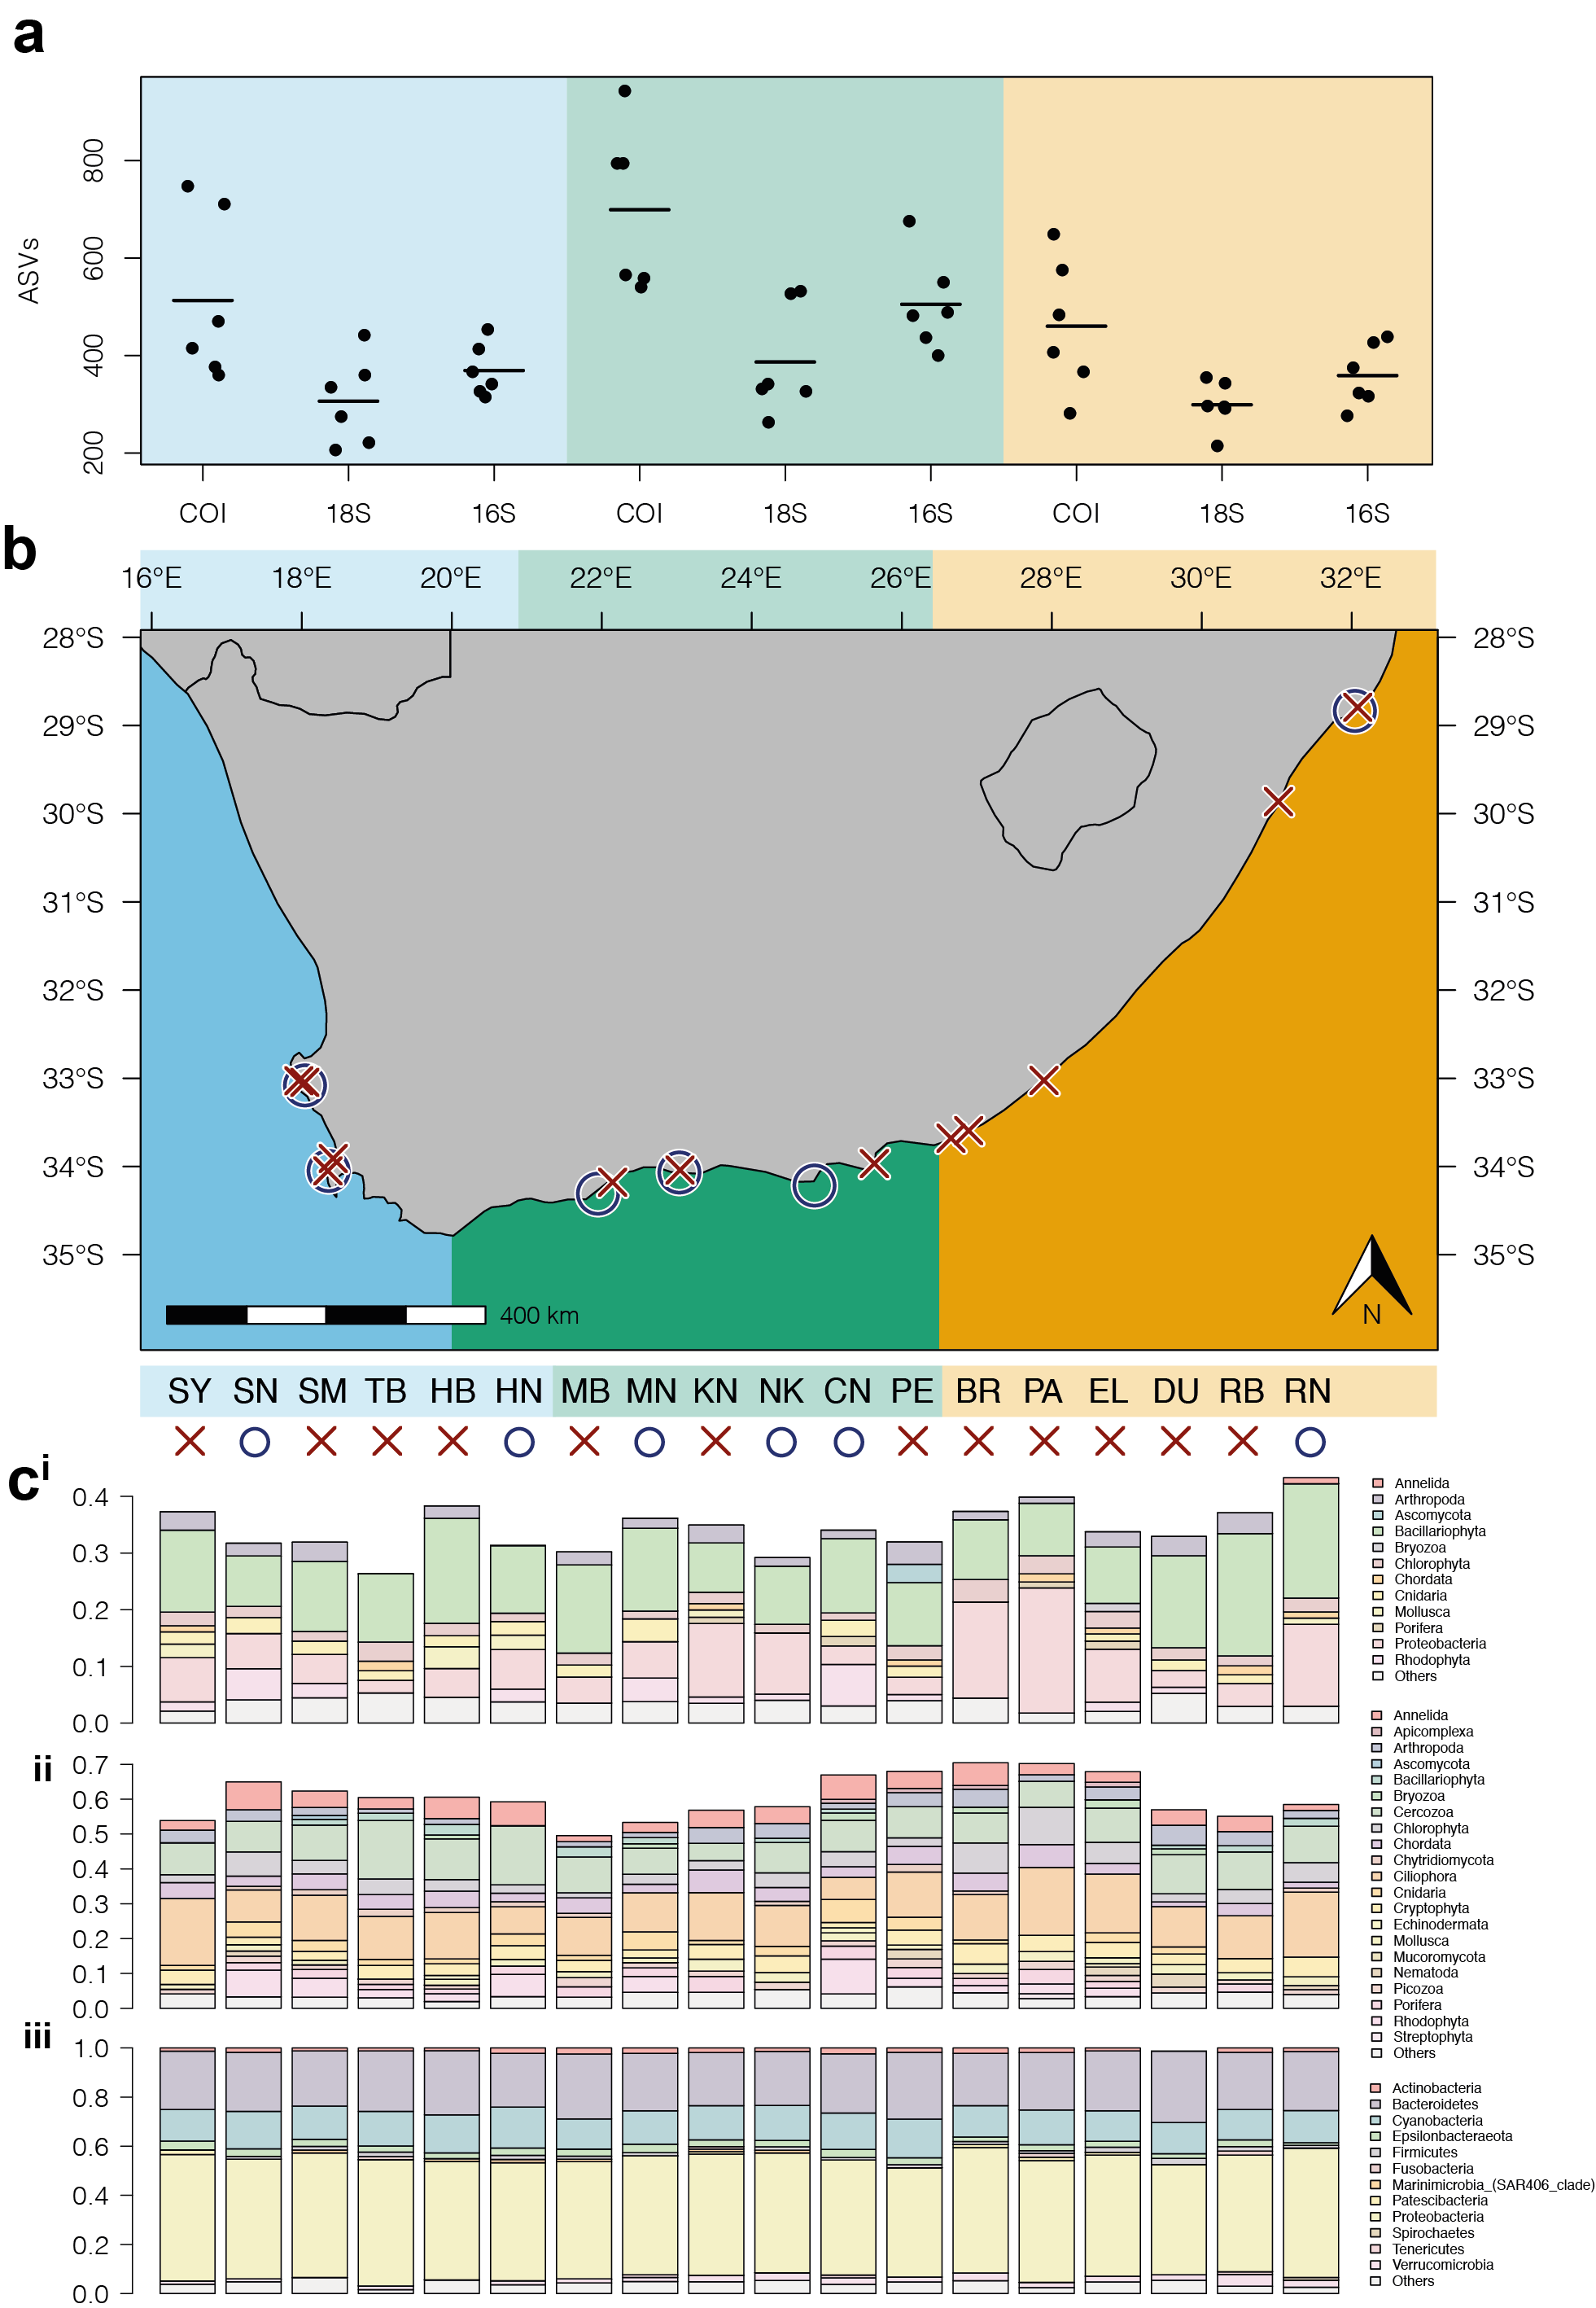 a
ASVs
800
600
400
200
COI 18S 16S COI 18S 16S COI 18S 16S
b
16°E 18°E 20°E 22°E 24°E 26°E 28°E 30°E 32°E
28°S 28°S
29°S 29°S
30°S 30°S
31°S 31°S
32°S 32°S
33°S 33°S
34°S 34°S
35°S 35°S
400 km
N
SY SN SM TB HB HN MB MN KN NK CN PE BR PA EL DU RB RN
c
i
0.4
0.3
0.2
0.1
0.0
Annelida
Arthropoda
Ascomycota
Bacillariophyta
Bryozoa
Chlorophyta
Chordata
Cnidaria
Mollusca
Porifera
Proteobacteria
Rhodophyta
Others
ii
0.7
0.6
0.5
0.4
0.3
0.2
0.1
0.0
Annelida
Apicomplexa
Arthropoda
Ascomycota
Bacillariophyta
Bryozoa
Cercozoa
Chlorophyta
Chordata
Chytridiomycota
Ciliophora
Cnidaria
Cryptophyta
Echinodermata
Mollusca
Mucoromycota
Nematoda
Picozoa
Porifera
Rhodophyta
Streptophyta
Others
iii
1.0
0.8
0.6
0.4
0.2
0.0
Actinobacteria
Bacteroidetes
Cyanobacteria
Epsilonbacteraeota
Firmicutes
Fusobacteria
Marinimicrobia_(SAR406_clade)
Patescibacteria
Proteobacteria
Spirochaetes
Tenericutes
Verrucomicrobia
Others